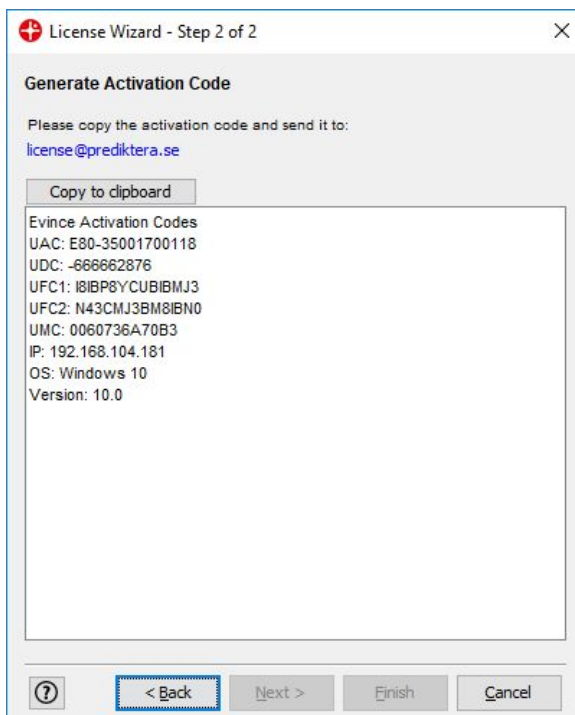 License Wizard - Step 2 of 2
Generate Activation Code
Please copy the activation code and send it to:
license@prediktera.se
Copy to clipboard
Evince Activation Codes
UAC: E80-35001700118
UDC: -666662876
UFC1: I8IBP8YCUBIBMJ3
UFC2: N43CMJ3BM8IBN0
UMC: 0060736A70B3
IP: 192.168.104.181
OS: Windows 10
Version: 10.0
? < Back Next > Finish Cancel